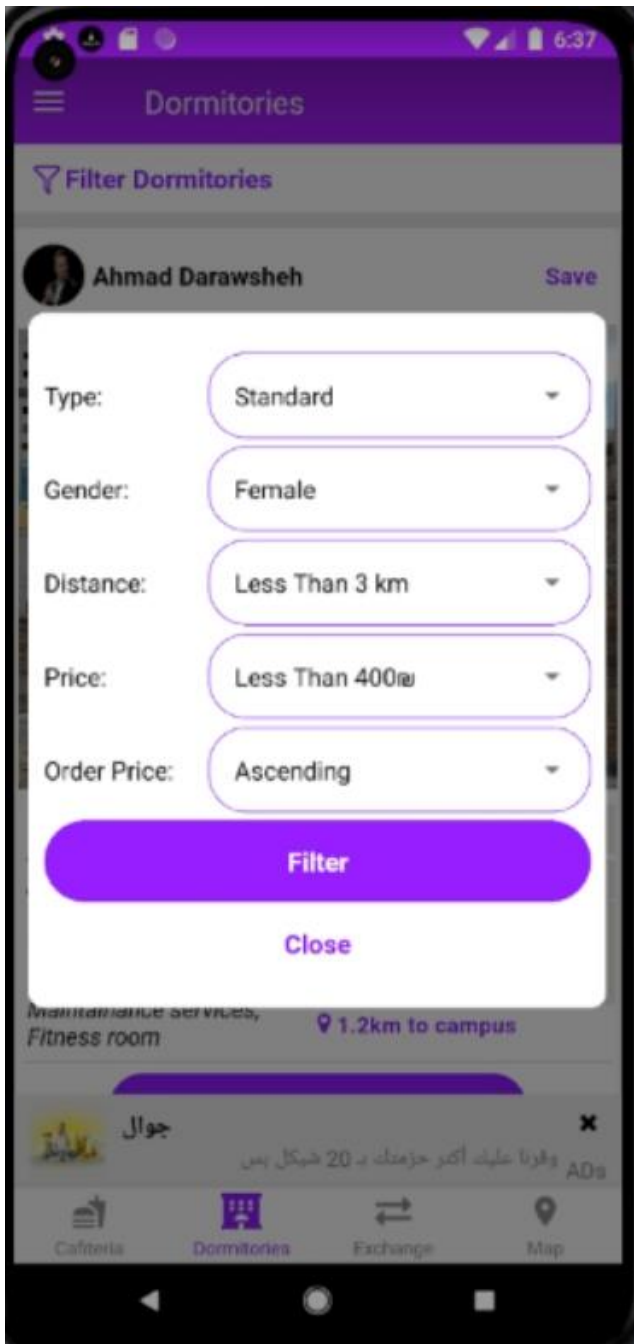 6:37
Dormitories
Filter Dormitories
Ahmad Darawsheh
Save
Type: Standard
Gender: Female
Distance: Less Than 3 km
Price: Less Than 400₪
Order Price: Ascending
Filter
Close
Maintainance services,
Fitness room
1.2km to campus
جوال
وفرنا عليك أكتر حزمتك بـ 20 شيكل بس
ADs
Cafiteria Dormitories Exchange Map